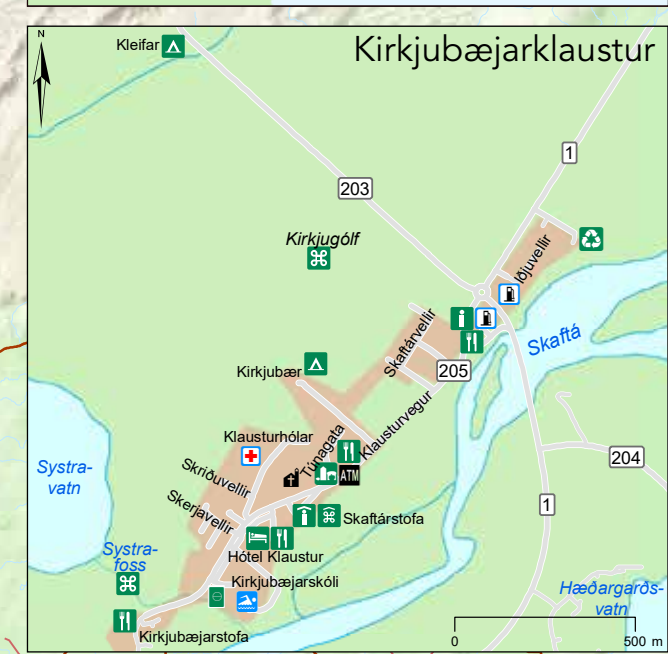 Kirkjubæjarklaustur
N
Kleifar
1
203
Kirkjugólf
Iðjuvellir
Skaftá
Skaftárvellir
205
Kirkjubær
Klausturvegur
Klausturhólar
Túnagata
204
Systra-
vatn
Skriðuvellir
ATM
1
Skerjavellir
Skaftárstofa
Systra-
foss
Hótel Klaustur
Kirkjubæjarskóli
Hæðargarðs-
vatn
Kirkjubæjarstofa
0
500 m